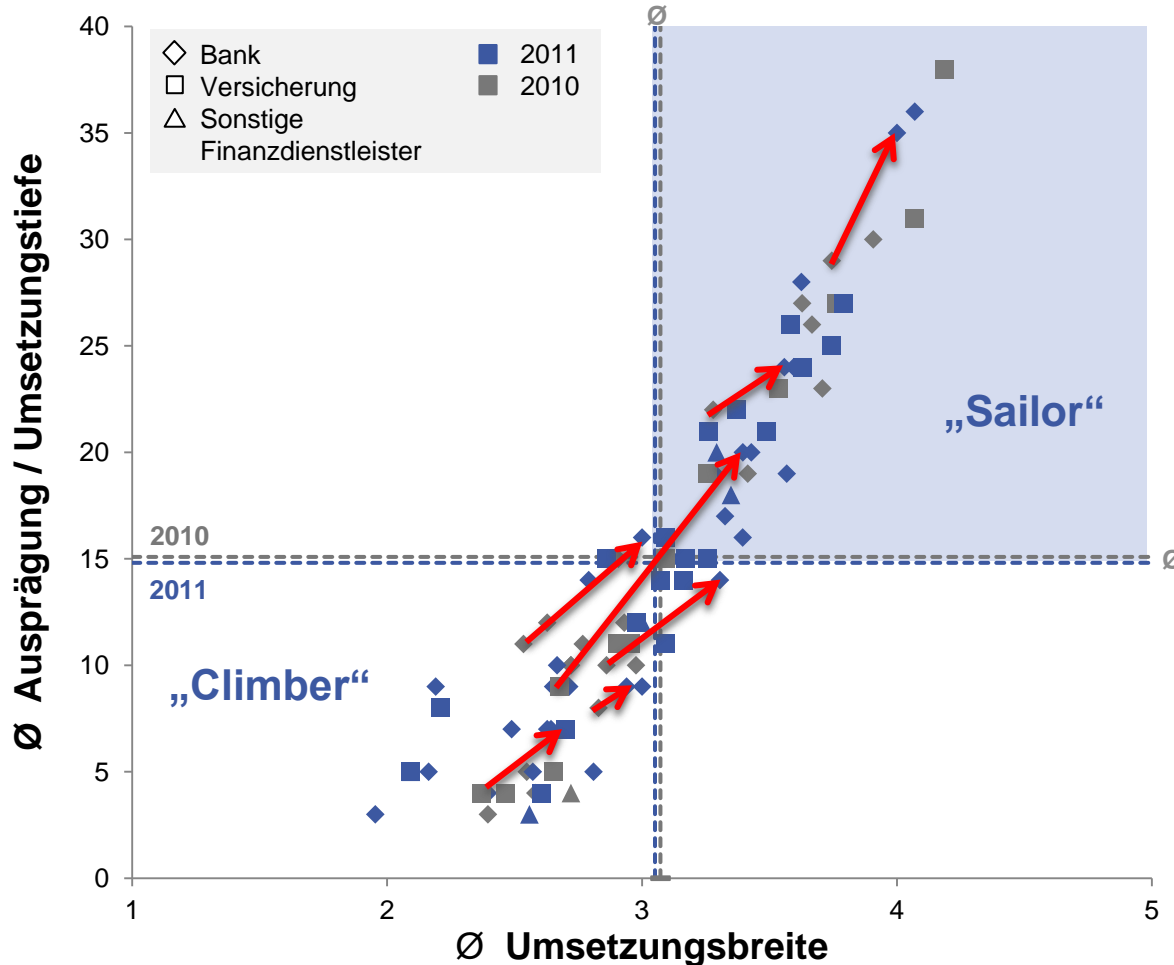 Ø
40
35
30
25
20
15
10
5
0
Ø Ausprägung / Umsetzungstiefe
Bank
Versicherung
Sonstige
Finanzdienstleister
2011
2010
„Sailor“
2010
Ø
2011
„Climber“
1
2
3
4
5
Ø Umsetzungsbreite